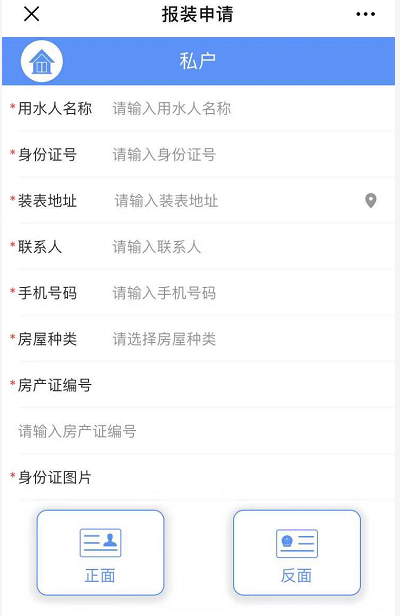 报装申请
私户
*用水人名称 请输入用水人名称
*身份证号 请输入身份证号
*装表地址 请输入装表地址
*联系人 请输入联系人
*手机号码 请输入手机号码
*房屋种类 请选择房屋种类
*房产证编号
请输入房产证编号
*身份证图片
正面 反面